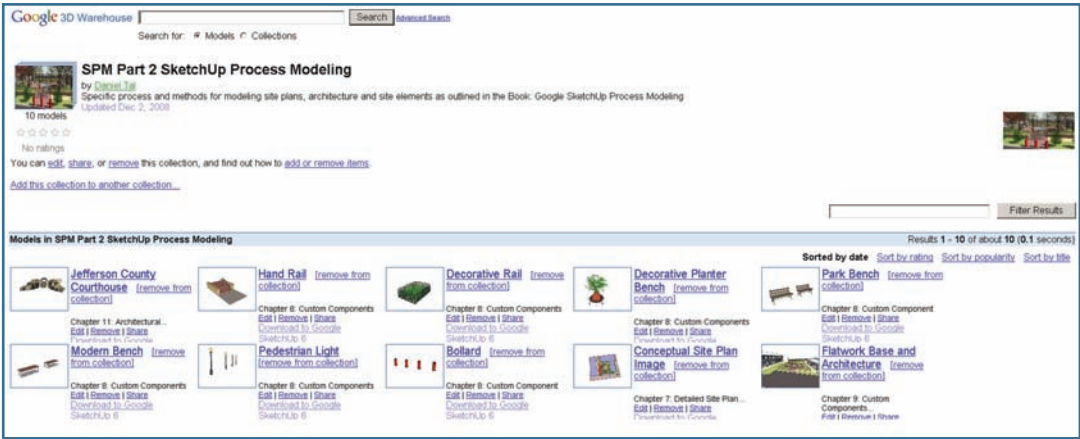 Google 3D Warehouse Search Advanced Search
Search for: Models Collections
SPM Part 2 SketchUp Process Modeling
by Daniel Tal
Specific process and methods for modeling site plans, architecture and site elements as outlined in the Book: Google SketchUp Process Modeling
Updated Dec 2, 2008
10 models
No ratings
You can edit, share, or remove this collection, and find out how to add or remove items.
Add this collection to another collection...
Filter Results
Models in SPM Part 2 SketchUp Process Modeling Results 1 - 10 of about 10 (0.1 seconds)
Sorted by date Sort by rating Sort by popularity Sort by title
Jefferson County
Courthouse [remove from
collection]
Chapter 11: Architectural...
Edit | Remove | Share
Download to Google
Hand Rail [remove from
collection]
Chapter 8: Custom Components
Edit | Remove | Share
Download to Google
Decorative Rail [remove
from collection]
Chapter 8: Custom Components
Edit | Remove | Share
Download to Google
Decorative Planter
Bench [remove from
collection]
Chapter 8: Custom Components
Edit | Remove | Share
Download to Google
Park Bench [remove from
collection]
Chapter 8: Custom Components
Edit | Remove | Share
Download to Google
Modern Bench [remove
from collection]
Chapter 8: Custom Components
Edit | Remove | Share
Download to Google
SketchUp 6
Pedestrian Light
[remove from collection]
Chapter 8: Custom Components
Edit | Remove | Share
Download to Google
SketchUp 6
Bollard [remove from
collection]
Chapter 8: Custom Component
Edit | Remove | Share
Download to Google
SketchUp 6
Conceptual Site Plan
Image [remove from
collection]
Chapter 7: Detailed Site Plan...
Edit | Remove | Share
Download to Google
Flatwork Base and
Architecture [remove
from collection]
Chapter 9: Custom
Components...
Edit | Remove | Share